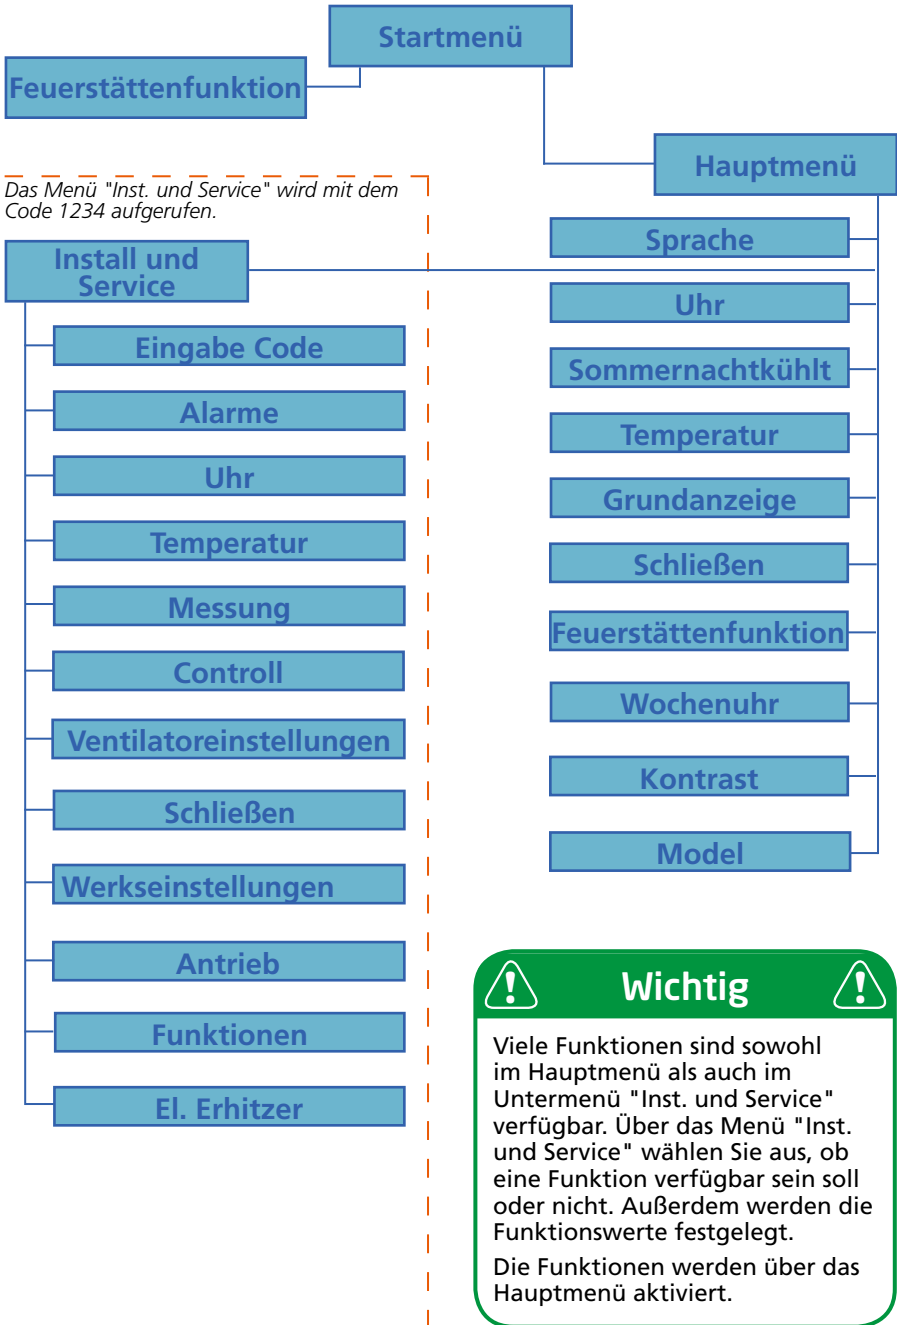 Startmenü
Feuerstättenfunktion
Hauptmenü
Das Menü "Inst. und Service" wird mit dem
Code 1234 aufgerufen.
Install und
Service
Eingabe Code
Alarme
Uhr
Temperatur
Messung
Controll
Ventilatoreinstellungen
Schließen
Werkseinstellungen
Antrieb
Funktionen
El. Erhitzer
Sprache
Uhr
Sommernachtkühlt
Temperatur
Grundanzeige
Schließen
Feuerstättenfunktion
Wochenuhr
Kontrast
Model
Wichtig
Viele Funktionen sind sowohl
im Hauptmenü als auch im
Untermenü "Inst. und Service"
verfügbar. Über das Menü "Inst.
und Service" wählen Sie aus, ob
eine Funktion verfügbar sein soll
oder nicht. Außerdem werden die
Funktionswerte festgelegt.
Die Funktionen werden über das
Hauptmenü aktiviert.